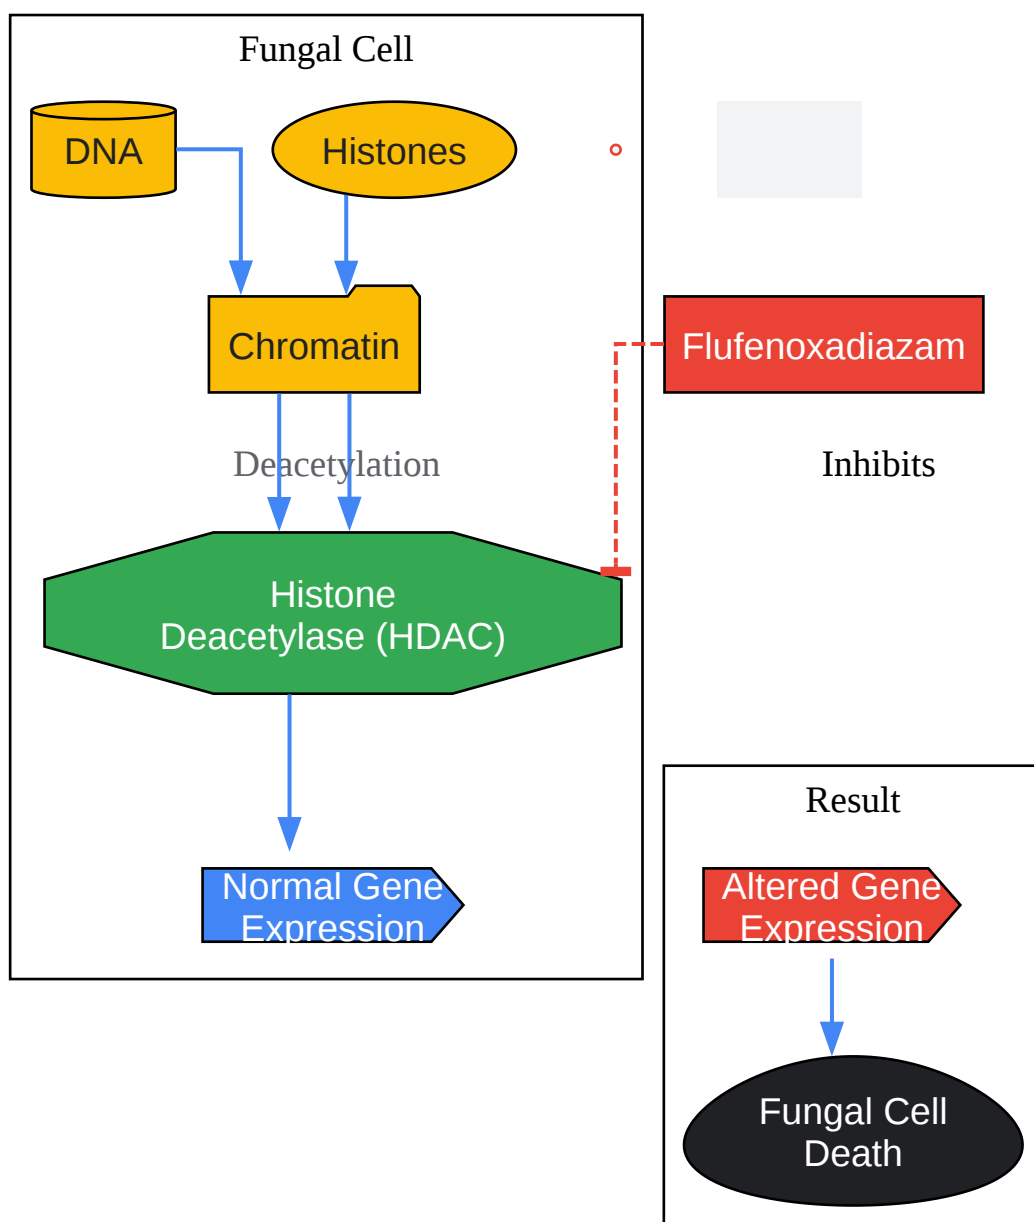 Fungal Cell
DNA
Histones
Chromatin
Flufenoxadiazam
Deacetylation
Inhibits
Histone
Deacetylase (HDAC)
Result
Normal Gene
Expression
Altered Gene
Expression
Fungal Cell
Death